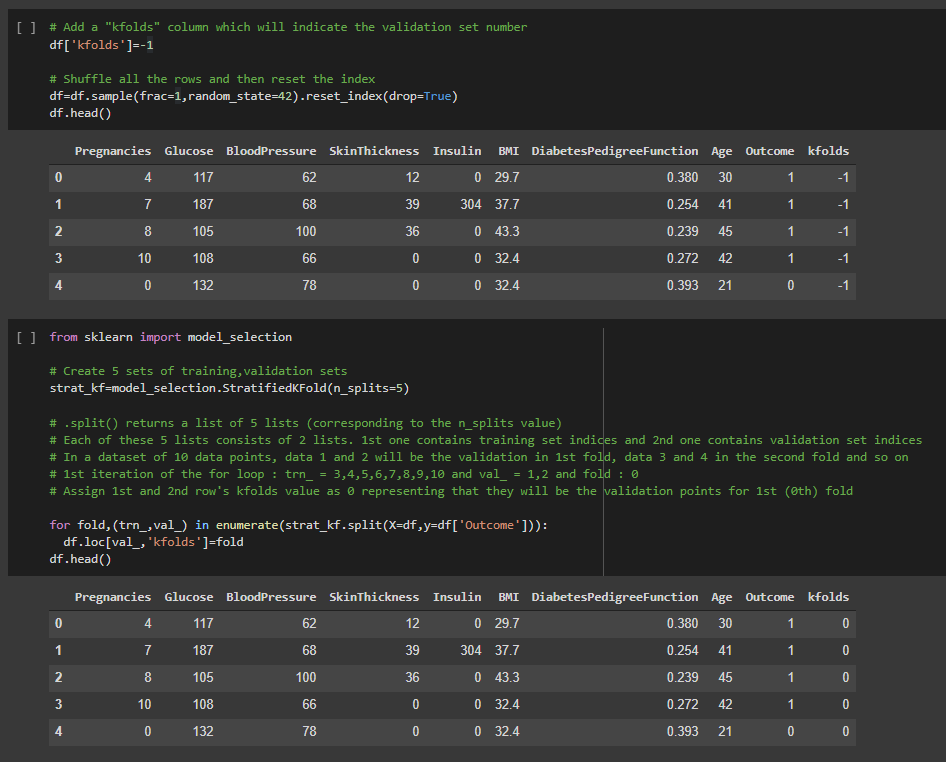 [ ] # Add a "kfolds" column which will indicate the validation set number
df['kfolds']=-1
# Shuffle all the rows and then reset the index
df=df.sample(frac=1,random_state=42).reset_index(drop=True)
df.head()
Pregnancies Glucose BloodPressure SkinThickness Insulin BMI DiabetesPedigreeFunction Age Outcome kfolds
0 4 117 62 12 0 29.7 0.380 30 1 -1
1 7 187 68 39 304 37.7 0.254 41 1 -1
2 8 105 100 36 0 43.3 0.239 45 1 -1
3 10 108 66 0 0 32.4 0.272 42 1 -1
4 0 132 78 0 0 32.4 0.393 21 0 -1
[ ] from sklearn import model_selection
# Create 5 sets of training,validation sets
strat_kf=model_selection.StratifiedKFold(n_splits=5)
# .split() returns a list of 5 lists (corresponding to the n_splits value)
# Each of these 5 lists consists of 2 lists. 1st one contains training set indices and 2nd one contains validation set indices
# In a dataset of 10 data points, data 1 and 2 will be the validation in 1st fold, data 3 and 4 in the second fold and so on
# 1st iteration of the for loop : trn_ = 3,4,5,6,7,8,9,10 and val_ = 1,2 and fold : 0
# Assign 1st and 2nd row's kfolds value as 0 representing that they will be the validation points for 1st (0th) fold
for fold,(trn_,val_) in enumerate(strat_kf.split(X=df,y=df['Outcome'])):
df.loc[val_,'kfolds']=fold
df.head()
Pregnancies Glucose BloodPressure SkinThickness Insulin BMI DiabetesPedigreeFunction Age Outcome kfolds
0 4 117 62 12 0 29.7 0.380 30 1 0
1 7 187 68 39 304 37.7 0.254 41 1 0
2 8 105 100 36 0 43.3 0.239 45 1 0
3 10 108 66 0 0 32.4 0.272 42 1 0
4 0 132 78 0 0 32.4 0.393 21 0 0